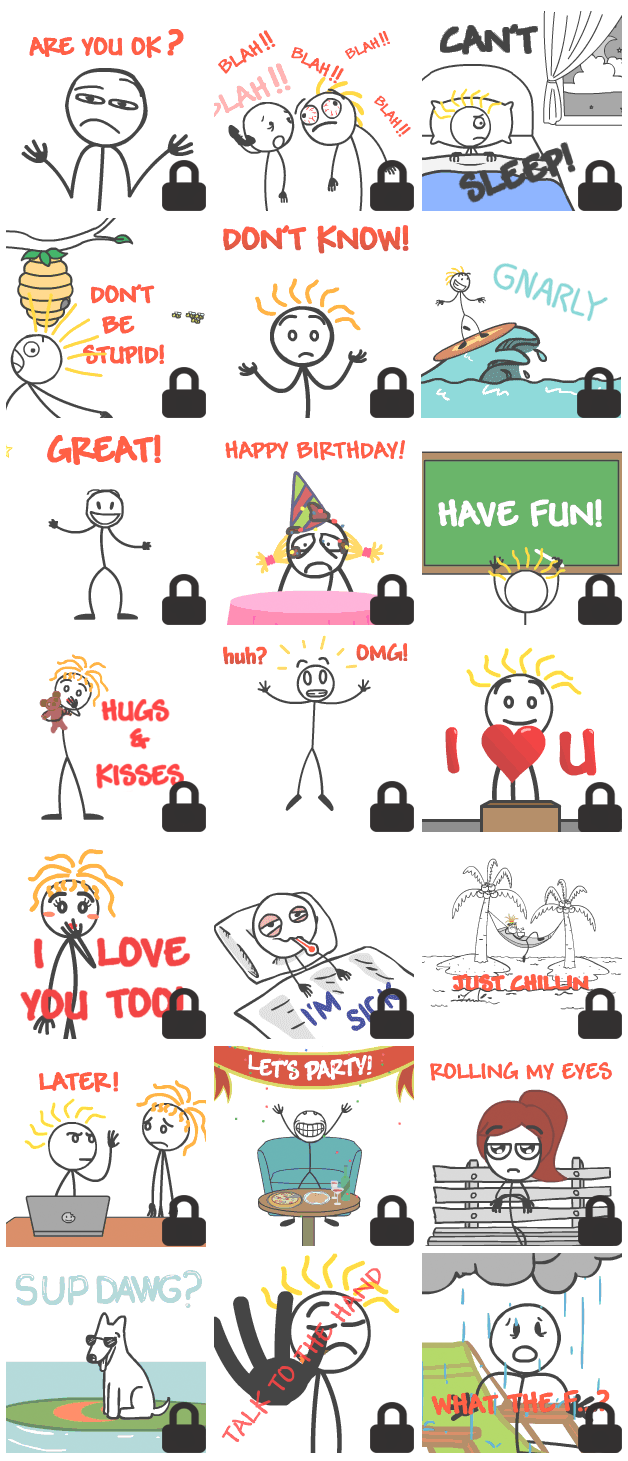 ARE YOU OK?
BLAH!!
BLAH!!
BLAH!!
BLAH!!
BLAH!!
CAN'T
SLEEP!
DON'T
BE
STUPID!
DON'T KNOW!
GNARLY
GREAT!
HAPPY BIRTHDAY!
HAVE FUN!
HUGS
&
KISSES
huh?
OMG!
I U
I LOVE
YOU TOO!
I'M SICK
JUST CHILLIN
LATER!
LET'S PARTY!
ROLLING MY EYES
SUP DAWG?
TALK TO THE HAND
WHAT THE F...?